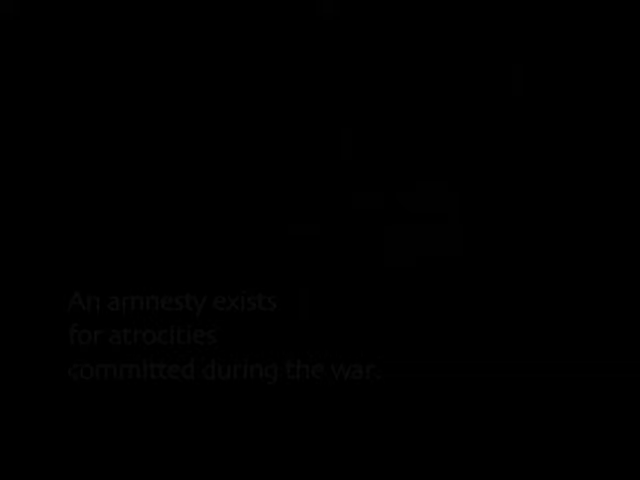 An amnesty exists
for atrocities
committed during the war.